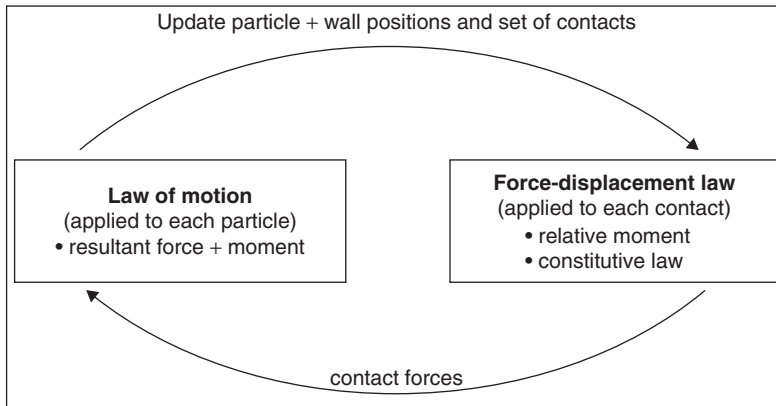 Update particle + wall positions and set of contacts
Law of motion
(applied to each particle)
• resultant force + moment
Force-displacement law
(applied to each contact)
• relative moment
• constitutive law
contact forces